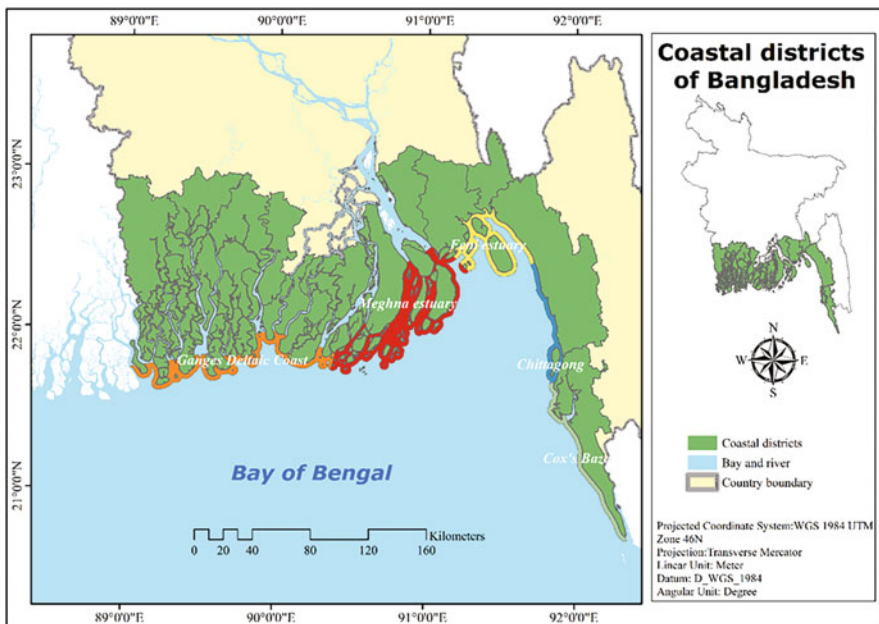 89°0'0"E
90°0'0"E
91°0'0"E
92°0'0"E
23°0'0"N
22°0'0"N
21°0'0"N
Feni estuary
Meghna estuary
Ganges Deltaic Coast
Chittagong
Cox's Baza
Bay of Bengal
Kilometers
0 20 40 80 120 160
89°0'0"E
90°0'0"E
91°0'0"E
92°0'0"E
Coastal districts
of Bangladesh
N
W E
S
Coastal districts
Bay and river
Country boundary
Projected Coordinate System:WGS 1984 UTM
Zone 46N
Projection:Transverse Mercator
Linear Unit: Meter
Datum: D_WGS_1984
Angular Unit: Degree